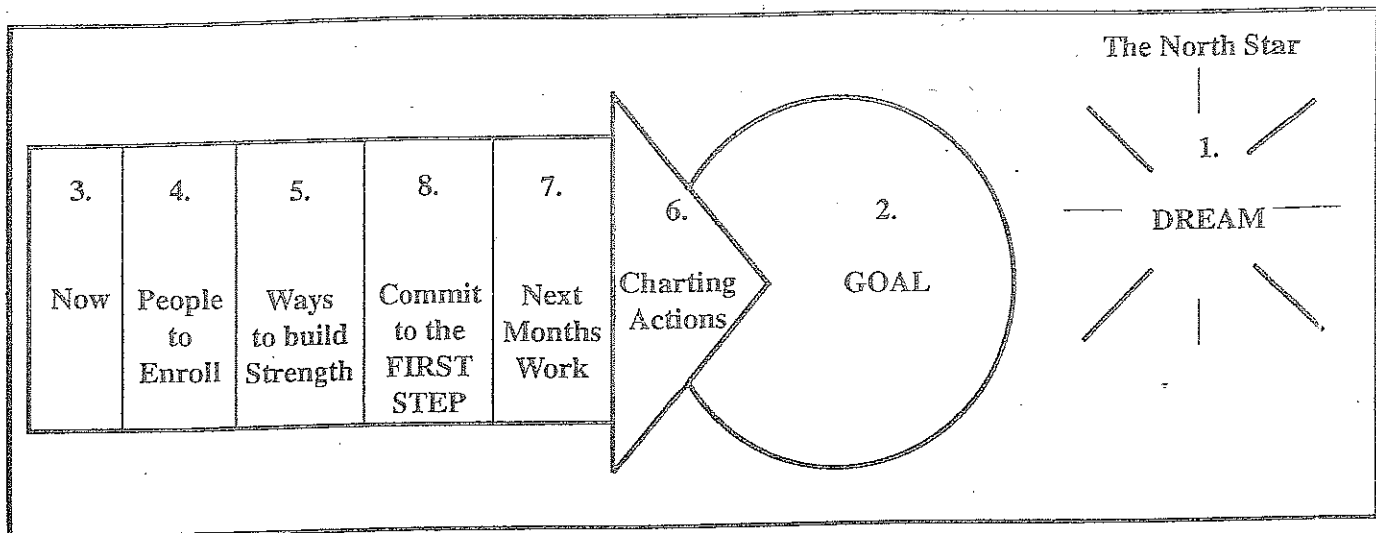 The North Star
1.
DREAM
3.
Now
4.
People
to
Enroll
5.
Ways
to build
Strength
8.
Commit
to the
FIRST
STEP
7.
Next
Months
Work
6.
Charting
Actions
2.
GOAL